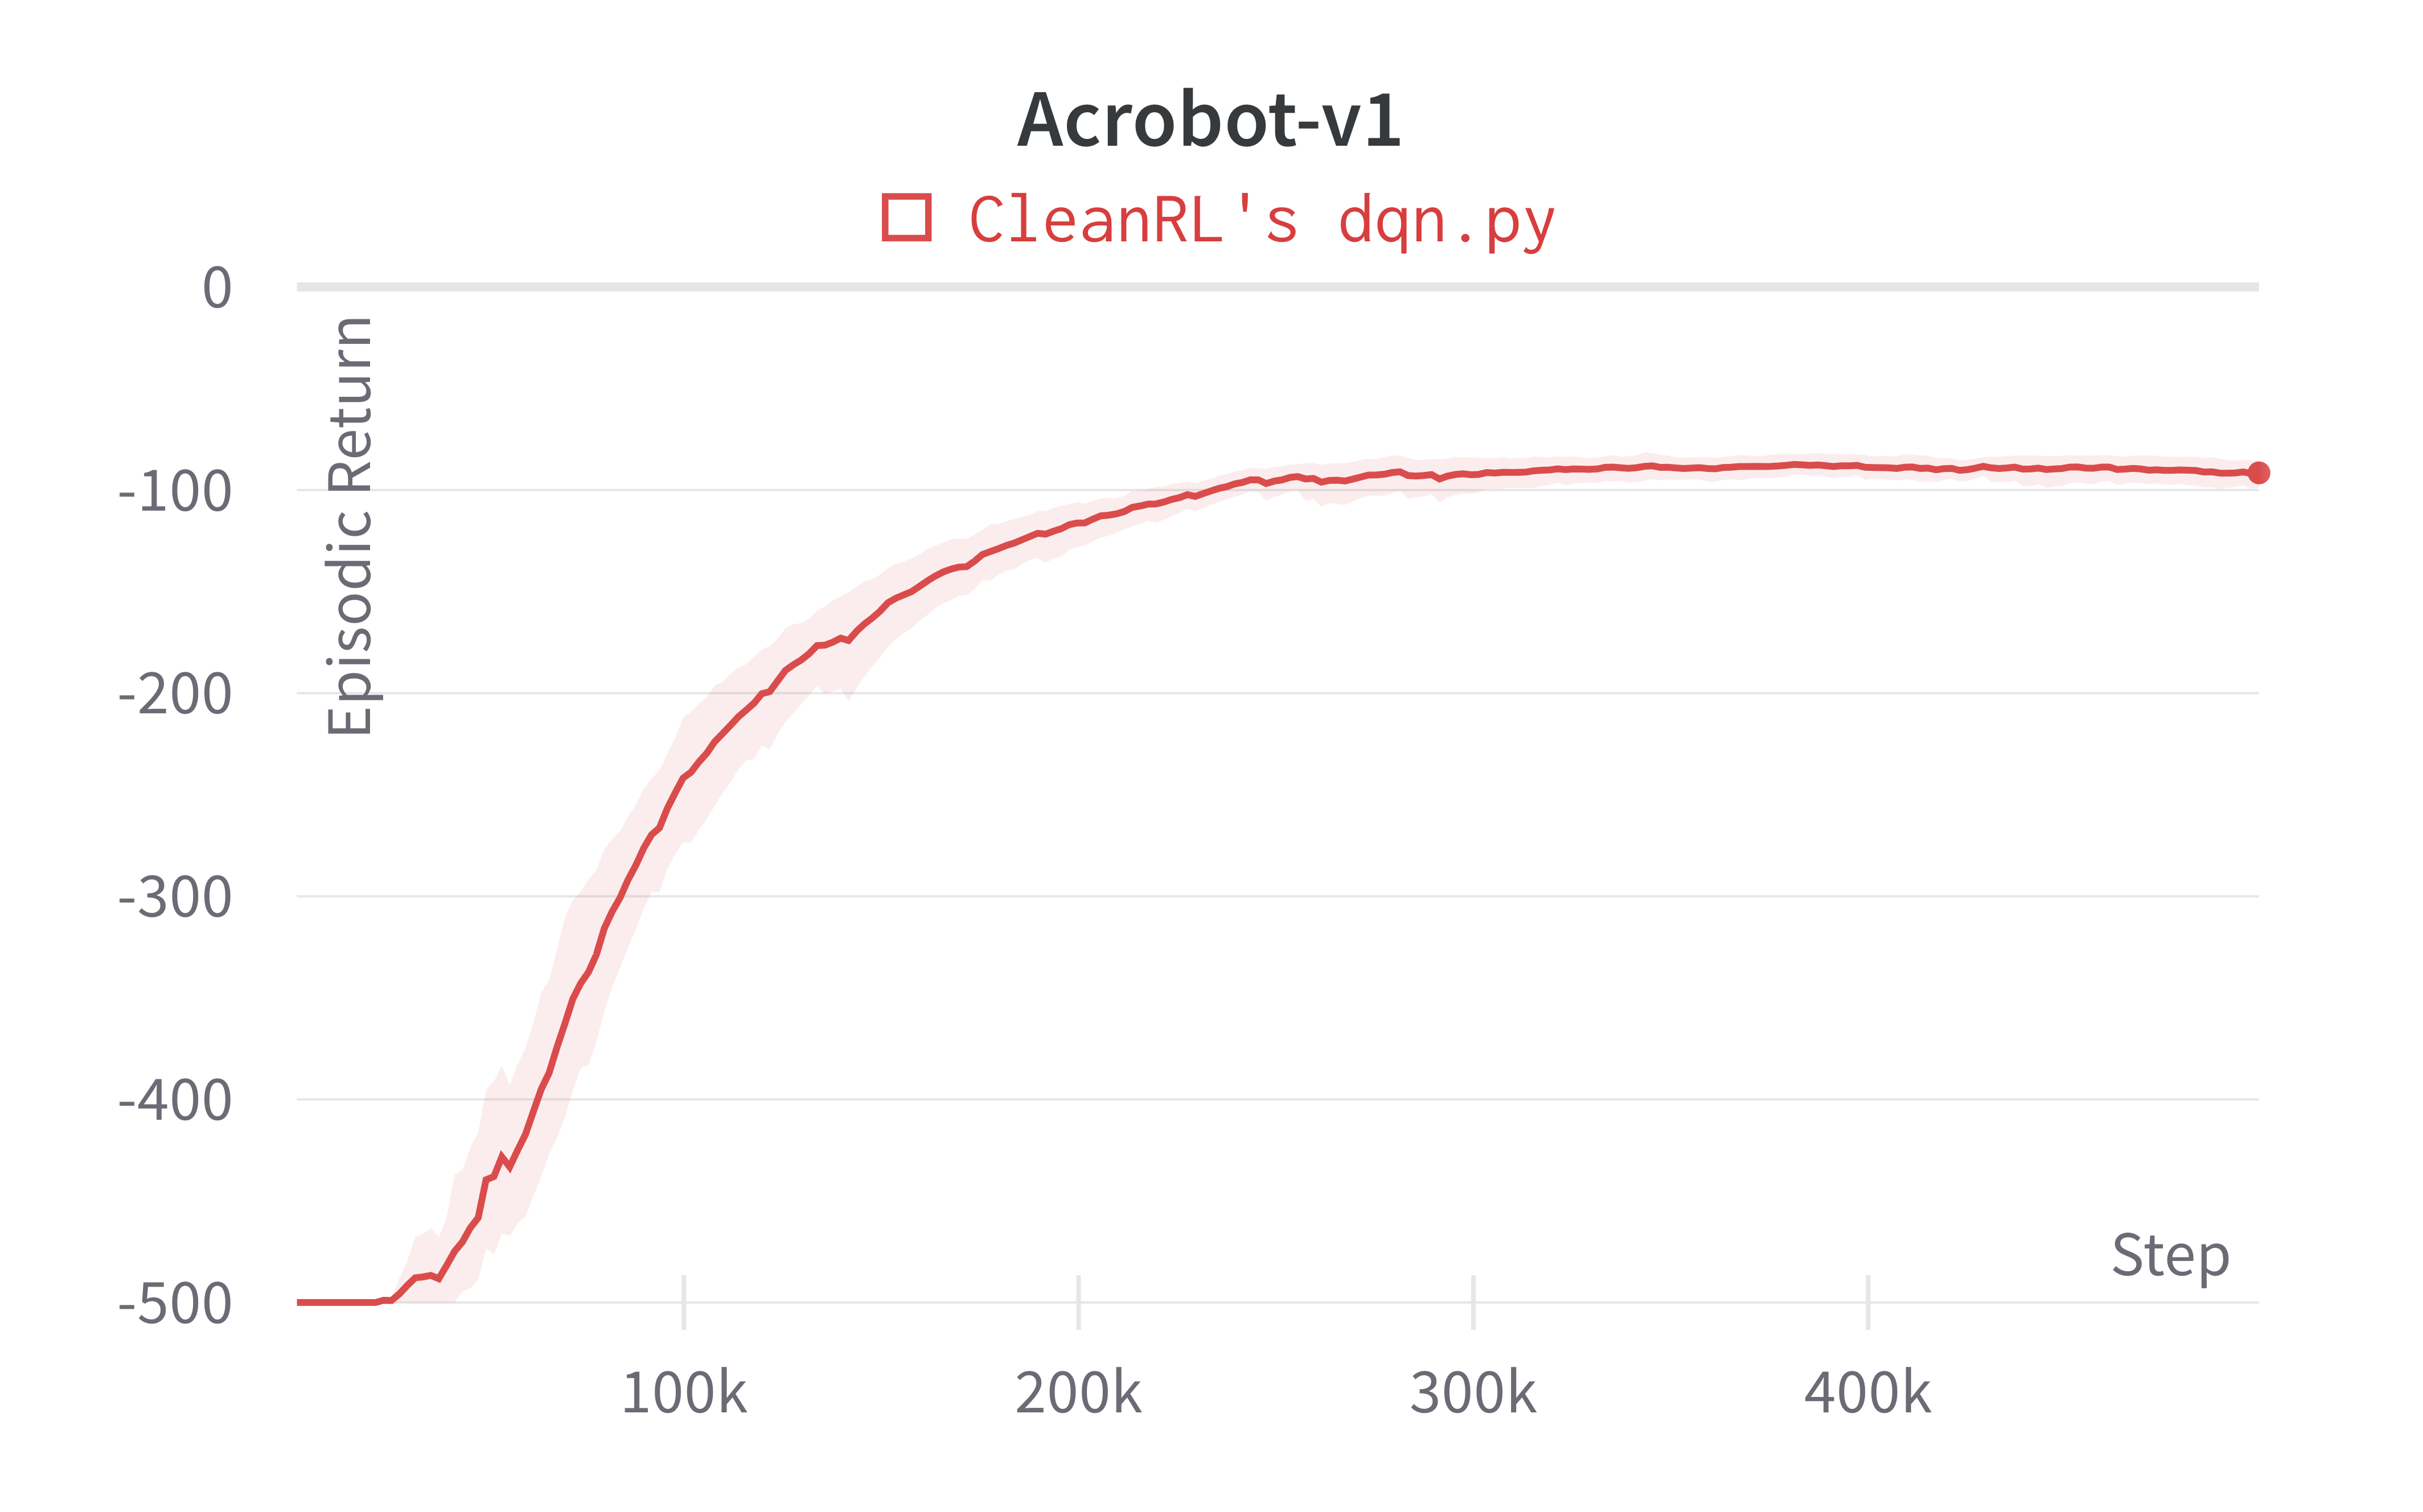 Acrobot-v1
CleanRL's dqn.py
0
-100
-200
-300
-400
-500
Episodic Return
Step
100k
200k
300k
400k